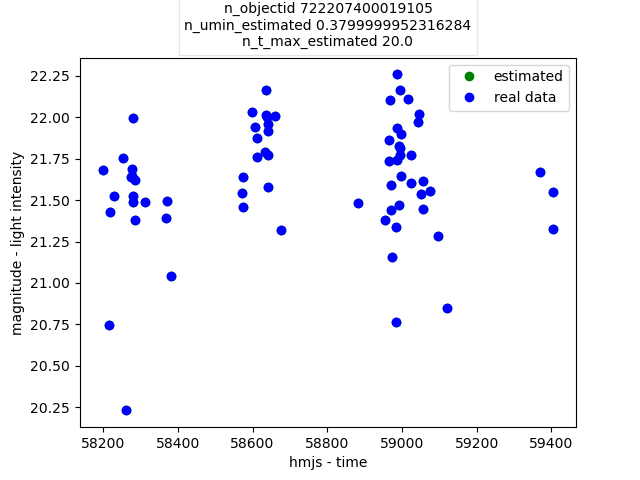 n_objectid 722207400019105
n_umin_estimated 0.3799999952316284
n_t_max_estimated 20.0
estimated
real data
magnitude - light intensity
22.25
22.00
21.75
21.50
21.25
21.00
20.75
20.50
20.25
58200 58400 58600 58800 59000 59200 59400
hmjs - time